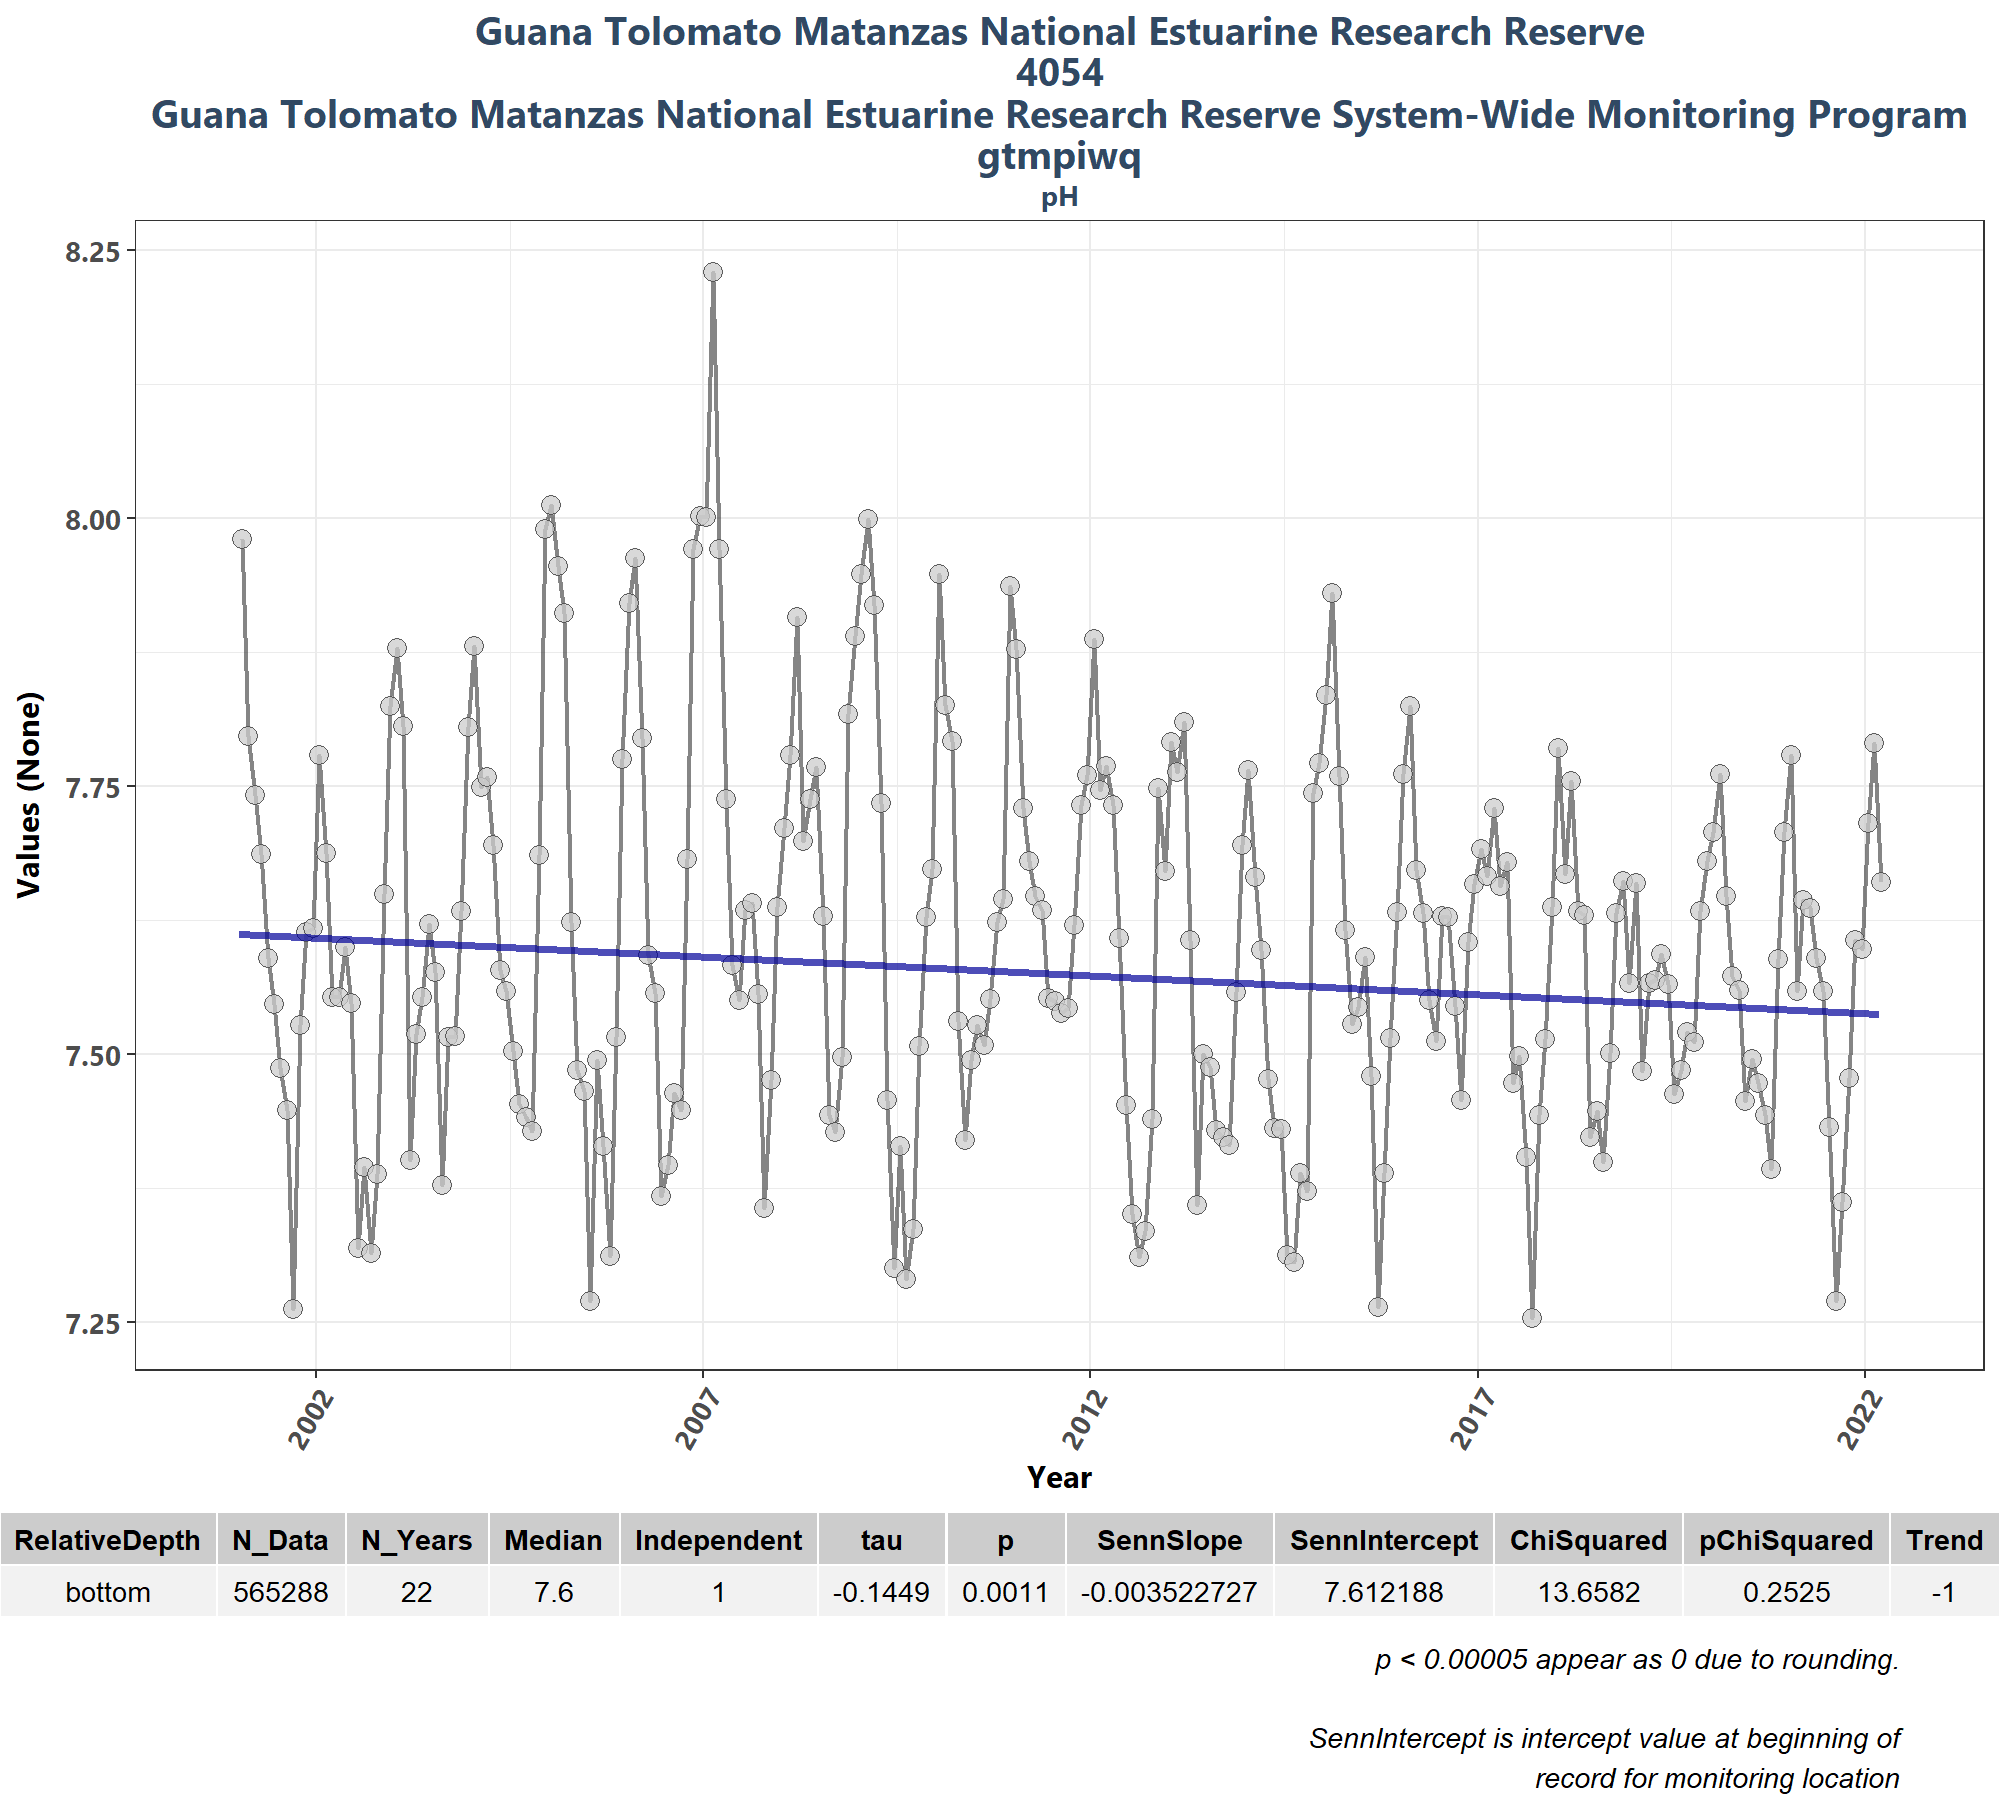 Guana Tolomato Matanzas National Estuarine Research Reserve
4054
Guana Tolomato Matanzas National Estuarine Research Reserve System-Wide Monitoring Program
gtmpiwq
pH
8.25
8.00
7.75
7.50
7.25
Values (None)
2002
2007
2012
2017
2022
Year
RelativeDepth N_Data N_Years Median Independent tau p SennSlope SennIntercept ChiSquared pChiSquared Trend
bottom 565288 22 7.6 1 -0.1449 0.0011 -0.003522727 7.612188 13.6582 0.2525 -1
p < 0.00005 appear as 0 due to rounding.
SennIntercept is intercept value at beginning of
record for monitoring location